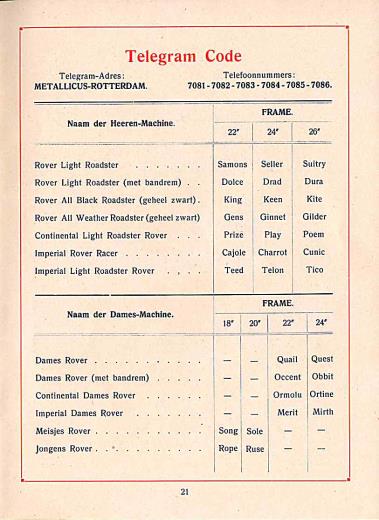 Telegram Code
Telegram-Adres: Telefoonnummers:
METALLICUS-ROTTERDAM. 7081-7082-7083-7084-7085-7086.
Naam der Heeren-Machine. FRAME.
22" 24" 26"
Rover Light Roadster . . . . . . . Samons Seller Sultry
Rover Light Roadster (met bandrem) . . Dolce Drad Dura
Rover All Black Roadster (geheel zwart) . King Keen Kite
Rover All Weather Roadster (geheel zwart) Gens Ginnet Gilder
Continental Light Roadster Rover . . . Prize Play Poem
Imperial Rover Racer . . . . . . . Cajole Charrot Cunic
Imperial Light Roadster Rover . . . . Teed Telon Tico
Naam der Dames-Machine. FRAME.
18" 20" 22" 24"
Dames Rover . . . . . . . . . — — Quail Quest
Dames Rover (met bandrem) . . . . . — — Occent Obbit
Continental Dames Rover . . . . . . — — Ormolu Ortine
Imperial Dames Rover . . . . . . . — — Merit Mirth
Meisjes Rover . . . . . . . . . Song Sole — —
Jongens Rover . . . . . . . . . Rope Ruse — —
21